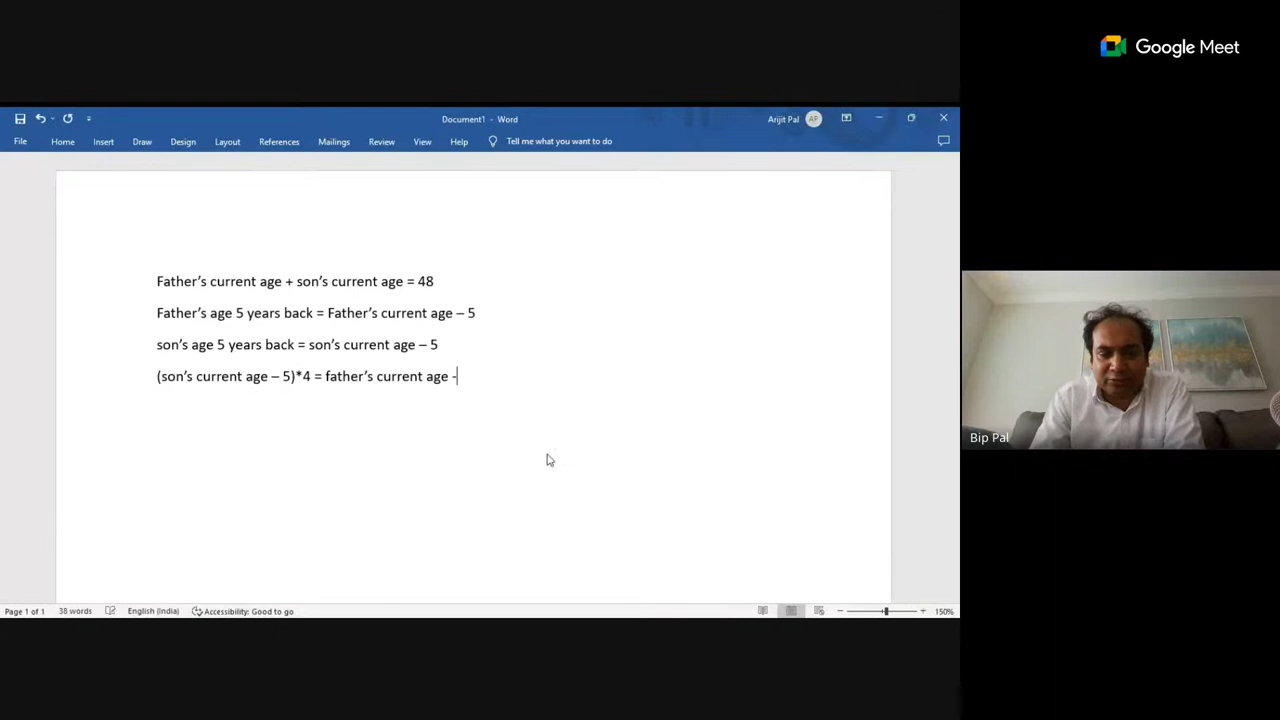 Google Meet
Document1 - Word
Arijit Pal
AP
File Home Insert Draw Design Layout References Mailings Review View Help Tell me what you want to do
Father's current age + son's current age = 48
Father's age 5 years back = Father's current age – 5
son's age 5 years back = son's current age – 5
(son's current age – 5)*4 = father's current age -
Bip Pal
Page 1 of 1 38 words English (India) Accessibility: Good to go 150%